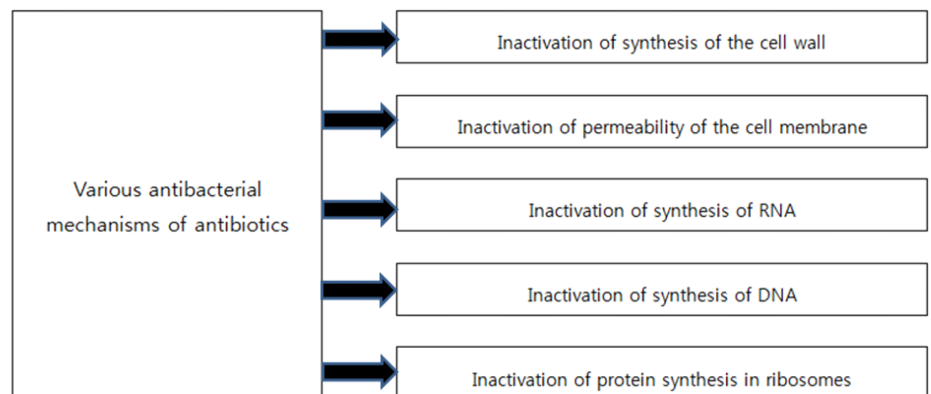 Various antibacterial
mechanisms of antibiotics
Inactivation of synthesis of the cell wall
Inactivation of permeability of the cell membrane
Inactivation of synthesis of RNA
Inactivation of synthesis of DNA
Inactivation of protein synthesis in ribosomes